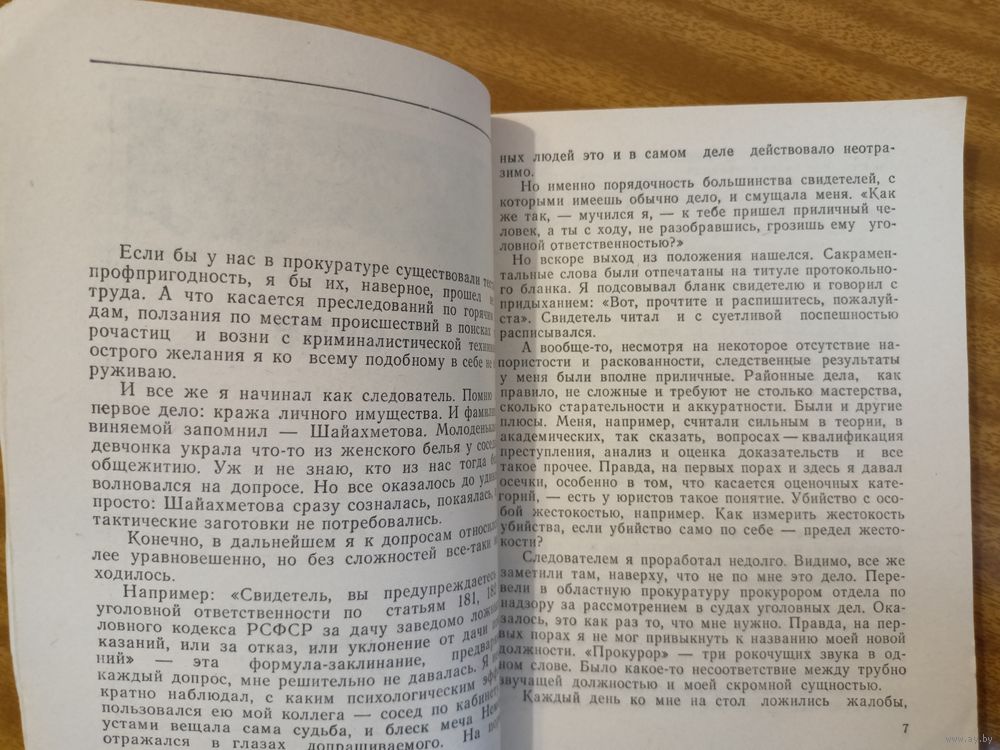 Если бы у нас в прокуратуре существовали
профпригодность, я бы их, наверное, прошел
труда. А что касается преследований по
дам, ползания по местам происшествий в поисках
рочастиц и возни с криминалистической
острого желания я ко всему подобному в себе не
руживаю.
И все же я начинал как следователь. Помню
первое дело: кража личного имущества. И
виняемой запомнил — Шайахметова.
девчонка украла что-то из женского белья у
общежитию. Уж и не знаю, кто из нас тогда
волновался на допросе. Но все оказалось до
просто: Шайахметова сразу созналась, покаялась,
тактические заготовки не потребовались.
Конечно, в дальнейшем я к допросам
лее уравновешенно, но без сложностей все-таки
ходилось.
Например: «Свидетель, вы предупреждаетесь
уголовной ответственности по статьям 181,
ловного кодекса РСФСР за дачу заведомо
казаний, или за отказ, или уклонение от дачи
ний» — эта формула-заклинание,
каждый допрос, мне решительно не давалась. Я
кратно наблюдал, с каким психологическим
пользовался ею мой коллега — сосед по
устами вещала сама судьба, и блеск меча
отражался в глазах допрашиваемого. На
ных людей это и в самом деле действовало неотра-
зимо.
Но именно порядочность большинства свидетелей, с
которыми имеешь обычно дело, и смущала меня. «Как
же так, — мучился я, — к тебе пришел приличный че-
ловек, а ты с ходу, не разобравшись, грозишь ему уго-
ловной ответственностью?»
Но вскоре выход из положения нашелся. Сакрамен-
тальные слова были отпечатаны на титуле протокольно-
го бланка. Я подсовывал бланк свидетелю и говорил с
придыханием: «Вот, прочтите и распишитесь, пожалуй-
ста». Свидетель читал и с суетливой поспешностью
расписывался.
А вообще-то, несмотря на некоторое отсутствие на-
пористости и раскованности, следственные результаты
у меня были вполне приличные. Районные дела, как
правило, не сложные и требуют не столько мастерства,
сколько старательности и аккуратности. Были и другие
плюсы. Меня, например, считали сильным в теории, в
академических, так сказать, вопросах — квалификация
преступления, анализ и оценка доказательств и все
такое прочее. Правда, на первых порах и здесь я давал
осечки, особенно в том, что касается оценочных кате-
горий, — есть у юристов такое понятие. Убийство с осо-
бой жестокостью, например. Как измерить жестокость
убийства, если убийство само по себе — предел жесто-
кости?
Следователем я проработал недолго. Видимо, все же
заметили там, наверху, что не по мне это дело. Пере-
вели в областную прокуратуру прокурором отдела по
надзору за рассмотрением в судах уголовных дел. Ока-
залось, это как раз то, что мне нужно. Правда, на пер-
вых порах я не мог привыкнуть к названию моей новой
должности. «Прокурор» — три рокочущих звука в од-
ном слове. Было какое-то несоответствие между трубно
звучащей должностью и моей скромной сущностью.
Каждый день ко мне на стол ложились жалобы,
7
www.ay.by